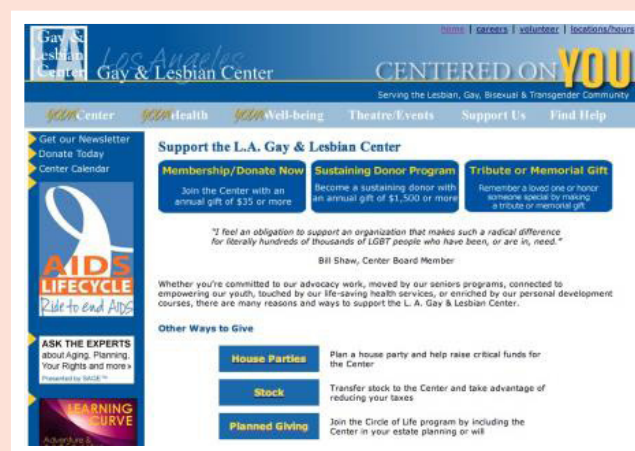 home | careers | volunteer | locations/hours
Gay &
Lesbian
Center
LA
Los Angeles
Gay & Lesbian Center
CENTERED ON YOU
Serving the Lesbian, Gay, Bisexual & Transgender Community
your Center your Health your Well-being Theatre/Events Support Us Find Help
Get our Newsletter
Donate Today
Center Calendar
AIDS
LIFECYCLE
Ride to end AIDS
ASK THE EXPERTS
about Aging, Planning,
Your Rights and more
Presented by SAGE™
LEARNING
CURVE
Adventure &
Support the L.A. Gay & Lesbian Center
Membership/Donate Now
Join the Center with an
annual gift of $35 or more
Sustaining Donor Program
Become a sustaining donor with
an annual gift of $1,500 or more
Tribute or Memorial Gift
Remember a loved one or honor
someone special by making
a tribute or memorial gift
"I feel an obligation to support an organization that makes such a radical difference
for literally hundreds of thousands of LGBT people who have been, or are in, need."
Bill Shaw, Center Board Member
Whether you're committed to our advocacy work, moved by our seniors programs, connected to
empowering our youth, touched by our life-saving health services, or enriched by our personal development
courses, there are many reasons and ways to support the L. A. Gay & Lesbian Center.
Other Ways to Give
House Parties
Plan a house party and help raise critical funds for
the Center
Stock
Transfer stock to the Center and take advantage of
reducing your taxes
Planned Giving
Join the Circle of Life program by including the
Center in your estate planning or will